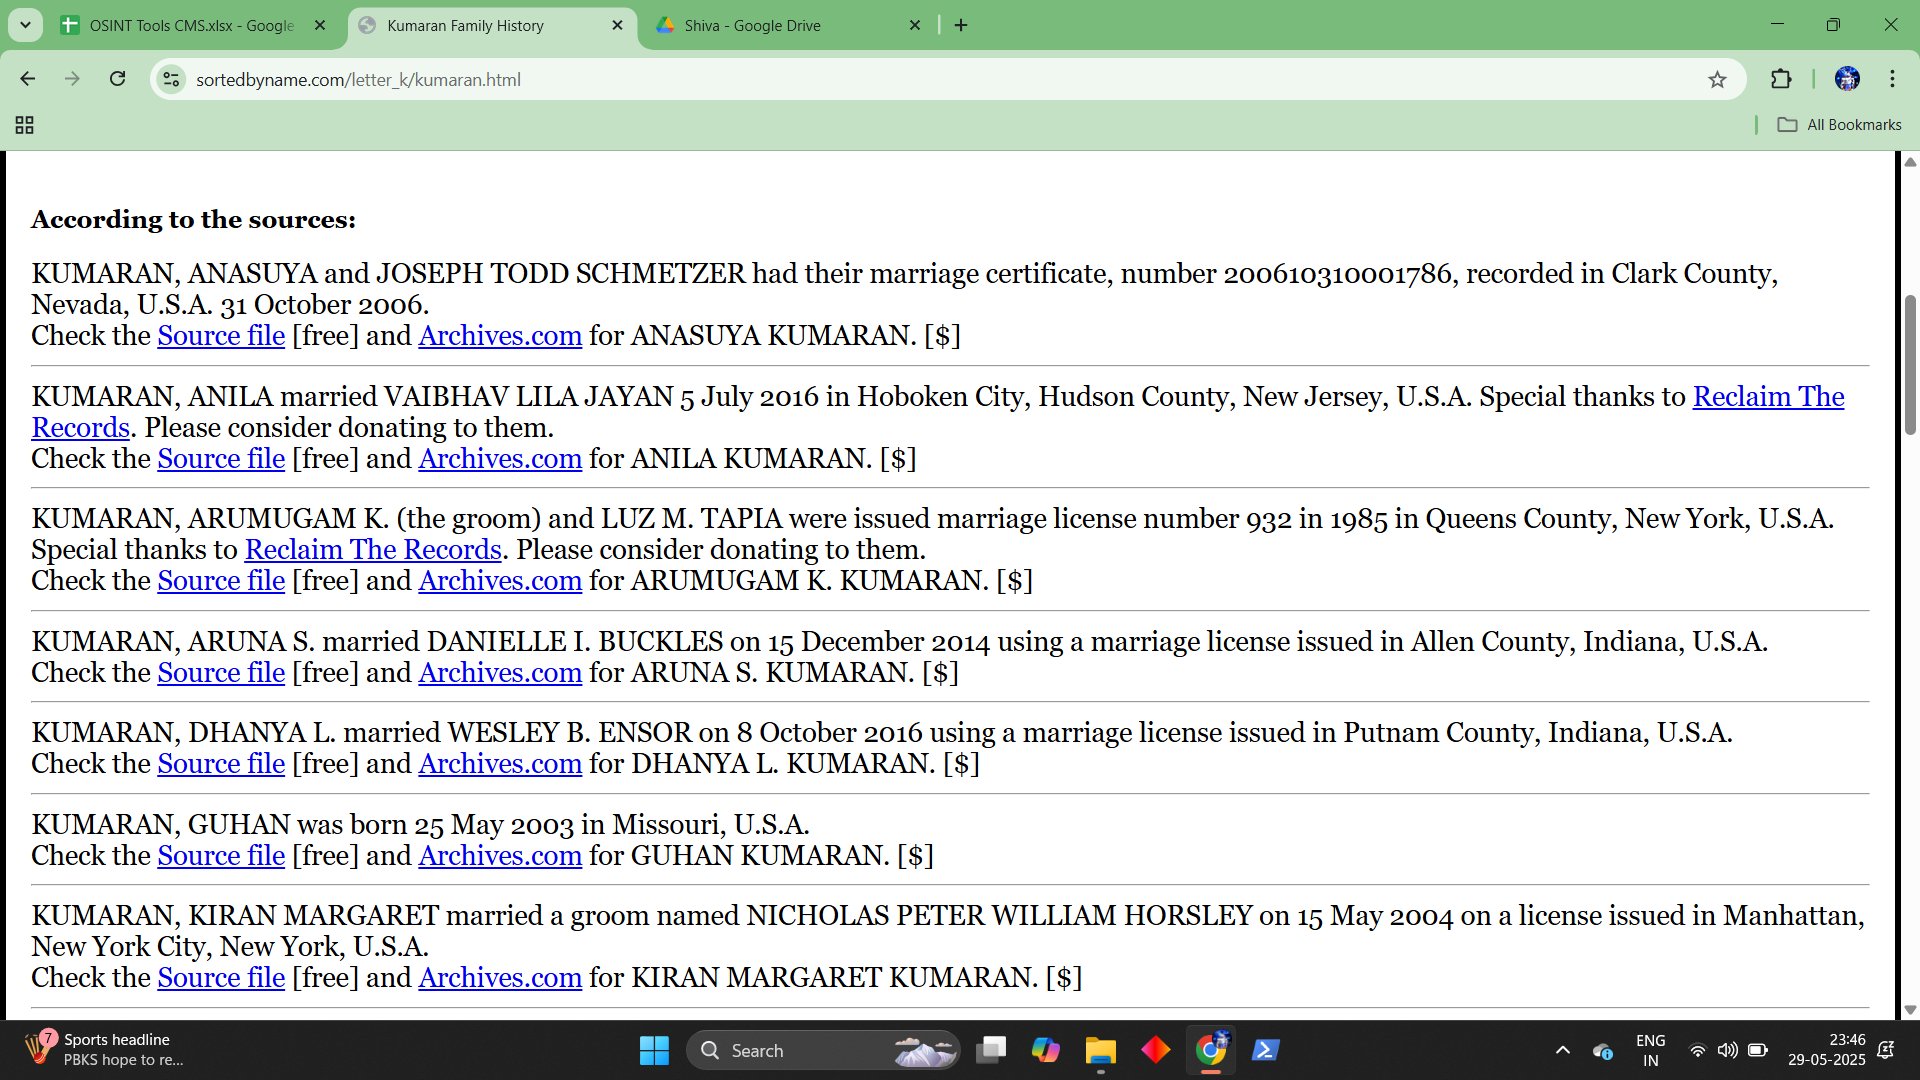 OSINT Tools CMS.xlsx - Google
Kumaran Family History
Shiva - Google Drive
sortedbyname.com/letter_k/kumaran.html
All Bookmarks
According to the sources:
KUMARAN, ANASUYA and JOSEPH TODD SCHMETZER had their marriage certificate, number 200610310001786, recorded in Clark County,
Nevada, U.S.A. 31 October 2006.
Check the Source file [free] and Archives.com for ANASUYA KUMARAN. [$]
KUMARAN, ANILA married VAIBHAV LILA JAYAN 5 July 2016 in Hoboken City, Hudson County, New Jersey, U.S.A. Special thanks to Reclaim The
Records. Please consider donating to them.
Check the Source file [free] and Archives.com for ANILA KUMARAN. [$]
KUMARAN, ARUMUGAM K. (the groom) and LUZ M. TAPIA were issued marriage license number 932 in 1985 in Queens County, New York, U.S.A.
Special thanks to Reclaim The Records. Please consider donating to them.
Check the Source file [free] and Archives.com for ARUMUGAM K. KUMARAN. [$]
KUMARAN, ARUNA S. married DANIELLE I. BUCKLES on 15 December 2014 using a marriage license issued in Allen County, Indiana, U.S.A.
Check the Source file [free] and Archives.com for ARUNA S. KUMARAN. [$]
KUMARAN, DHANYA L. married WESLEY B. ENSOR on 8 October 2016 using a marriage license issued in Putnam County, Indiana, U.S.A.
Check the Source file [free] and Archives.com for DHANYA L. KUMARAN. [$]
KUMARAN, GUHAN was born 25 May 2003 in Missouri, U.S.A.
Check the Source file [free] and Archives.com for GUHAN KUMARAN. [$]
KUMARAN, KIRAN MARGARET married a groom named NICHOLAS PETER WILLIAM HORSLEY on 15 May 2004 on a license issued in Manhattan,
New York City, New York, U.S.A.
Check the Source file [free] and Archives.com for KIRAN MARGARET KUMARAN. [$]
7
Sports headline
PBKS hope to re...
Search
ENG
IN
23:46
29-05-2025